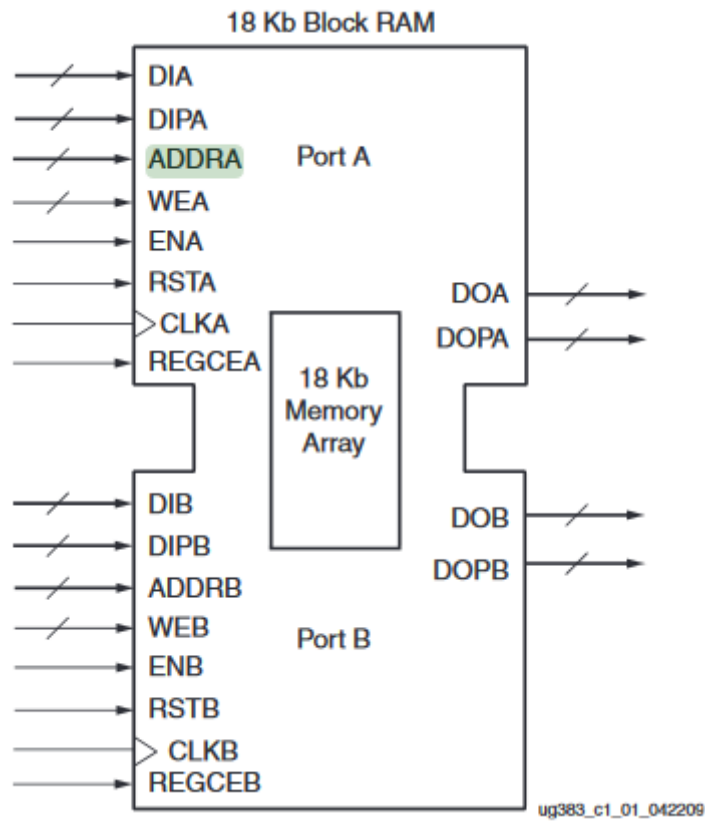 18 Kb Block RAM
DIA
DIPA
ADDRA
Port A
WEA
ENA
RSTA
DOA
CLKA
DOPA
REGCEA
18 Kb
Memory
Array
DIB
DOB
DIPB
DOPB
ADDRB
WEB
Port B
ENB
RSTB
CLKB
REGCEB
ug383_c1_01_042209